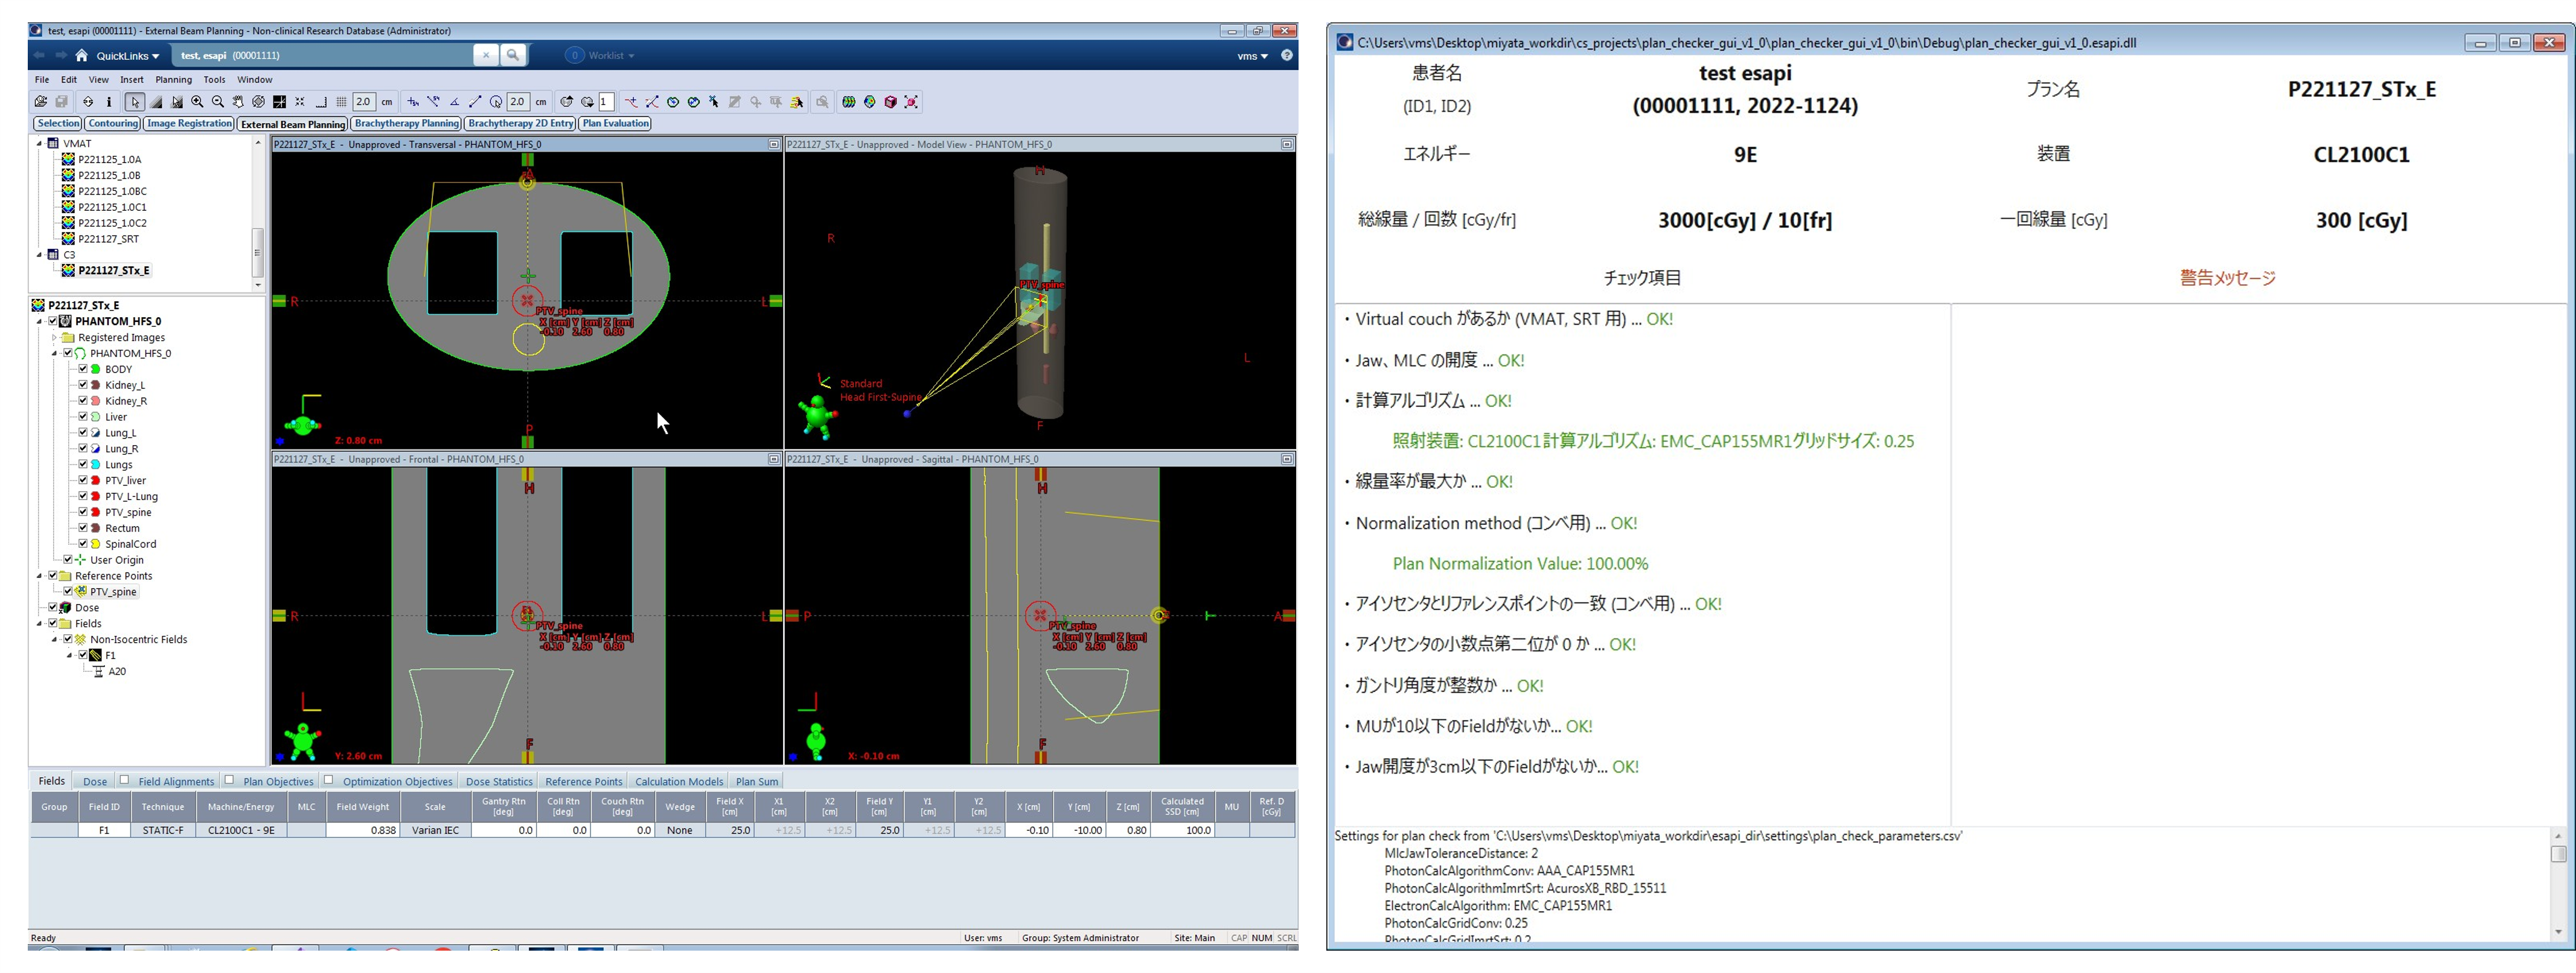 test, esapi (00001111) - External Beam Planning - Non-clinical Research Database (Administrator)
QuickLinks
test, esapi (00001111)
0 Worklist
vms
File Edit View Insert Planning Tools Window
2.0 cm
2.0 cm
1
Selection Contouring Image Registration External Beam Planning Brachytherapy Planning Brachytherapy 2D Entry Plan Evaluation
VMAT
P221125_1.0A
P221125_1.0B
P221125_1.0BC
P221125_1.0C1
P221125_1.0C2
P221127_SRT
C3
P221127_STx_E
P221127_STx_E
PHANTOM_HFS_0
Registered Images
PHANTOM_HFS_0
BODY
Kidney_L
Kidney_R
Liver
Lung_L
Lung_R
Lungs
PTV_liver
PTV_L-Lung
PTV_spine
Rectum
SpinalCord
User Origin
Reference Points
PTV_spine
Dose
Fields
Non-Isocentric Fields
F1
A20
P221127_STx_E - Unapproved - Transversal - PHANTOM_HFS_0
R
L
PTV_spine
X [cm] Y [cm] Z [cm]
-0.10 2.60 0.80
P
Z: 0.80 cm
P221127_STx_E - Unapproved - Model View - PHANTOM_HFS_0
H
R
PTV_spine
L
Standard
Head First-Supine
F
P221127_STx_E - Unapproved - Frontal - PHANTOM_HFS_0
H
R
L
PTV_spine
X [cm] Y [cm] Z [cm]
-0.10 2.60 0.80
F
Y: 2.60 cm
P221127_STx_E - Unapproved - Sagittal - PHANTOM_HFS_0
H
P
A
PTV_spine
X [cm] Y [cm] Z [cm]
-0.10 2.60 0.80
F
X: -0.10 cm
Fields Dose Field Alignments Plan Objectives Optimization Objectives Dose Statistics Reference Points Calculation Models Plan Sum
Group Field ID Technique Machine/Energy MLC Field Weight Scale Gantry Rtn [deg] Coll Rtn [deg] Couch Rtn [deg] Wedge Field X [cm] X1 [cm] X2 [cm] Field Y [cm] Y1 [cm] Y2 [cm] X [cm] Y [cm] Z [cm] Calculated SSD [cm] MU Ref. D [cGy]
F1 STATIC-F CL2100C1 - 9E 0.838 Varian IEC 0.0 0.0 0.0 None 25.0 +12.5 +12.5 25.0 +12.5 +12.5 -0.10 -10.00 0.80 100.0
Ready
User: vms Group: System Administrator Site: Main CAP NUM SCRL
C:\Users\vms\Desktop\miyata_workdir\cs_projects\plan_checker_gui_v1_0\plan_checker_gui_v1_0\bin\Debug\plan_checker_gui_v1_0.esapi.dll
患者名
(ID1, ID2)
test esapi
(00001111, 2022-1124)
プラン名
P221127_STx_E
エネルギー
9E
装置
CL2100C1
総線量 / 回数 [cGy/fr]
3000[cGy] / 10[fr]
一回線量 [cGy]
300 [cGy]
チェック項目
警告メッセージ
・Virtual couch があるか (VMAT, SRT 用) ... OK!
・Jaw、MLC の開度 ... OK!
・計算アルゴリズム ... OK!
照射装置: CL2100C1計算アルゴリズム: EMC_CAP155MR1グリッドサイズ: 0.25
・線量率が最大か ... OK!
・Normalization method (コンベ用) ... OK!
Plan Normalization Value: 100.00%
・アイソセンタとリファレンスポイントの一致 (コンベ用) ... OK!
・アイソセンタの小数点第二位が 0 か ... OK!
・ガントリ角度が整数か ... OK!
・MUが10以下のFieldがないか... OK!
・Jaw開度が3cm以下のFieldがないか... OK!
Settings for plan check from 'C:\Users\vms\Desktop\miyata_workdir\esapi_dir\settings\plan_check_parameters.csv'
MlcJawToleranceDistance: 2
PhotonCalcAlgorithmConv: AAA_CAP155MR1
PhotonCalcAlgorithmImrtSrt: AcurosXB_RBD_15511
ElectronCalcAlgorithm: EMC_CAP155MR1
PhotonCalcGridConv: 0.25
PhotonCalcGridImrtSrt: 0.2